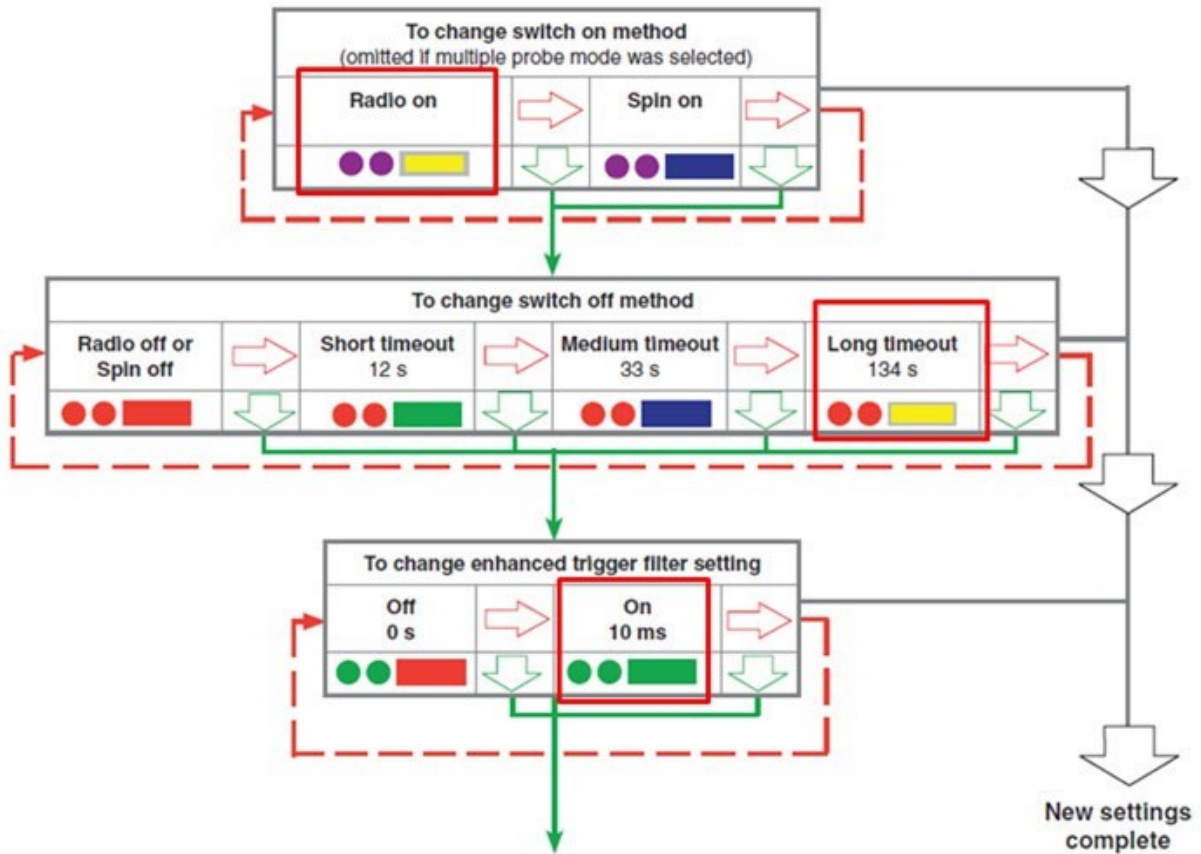 To change switch on method
(omitted if multiple probe mode was selected)
Radio on
Spin on
To change switch off method
Radio off or
Spin off
Short timeout
12 s
Medium timeout
33 s
Long timeout
134 s
To change enhanced trigger filter setting
Off
0 s
On
10 ms
New settings
complete